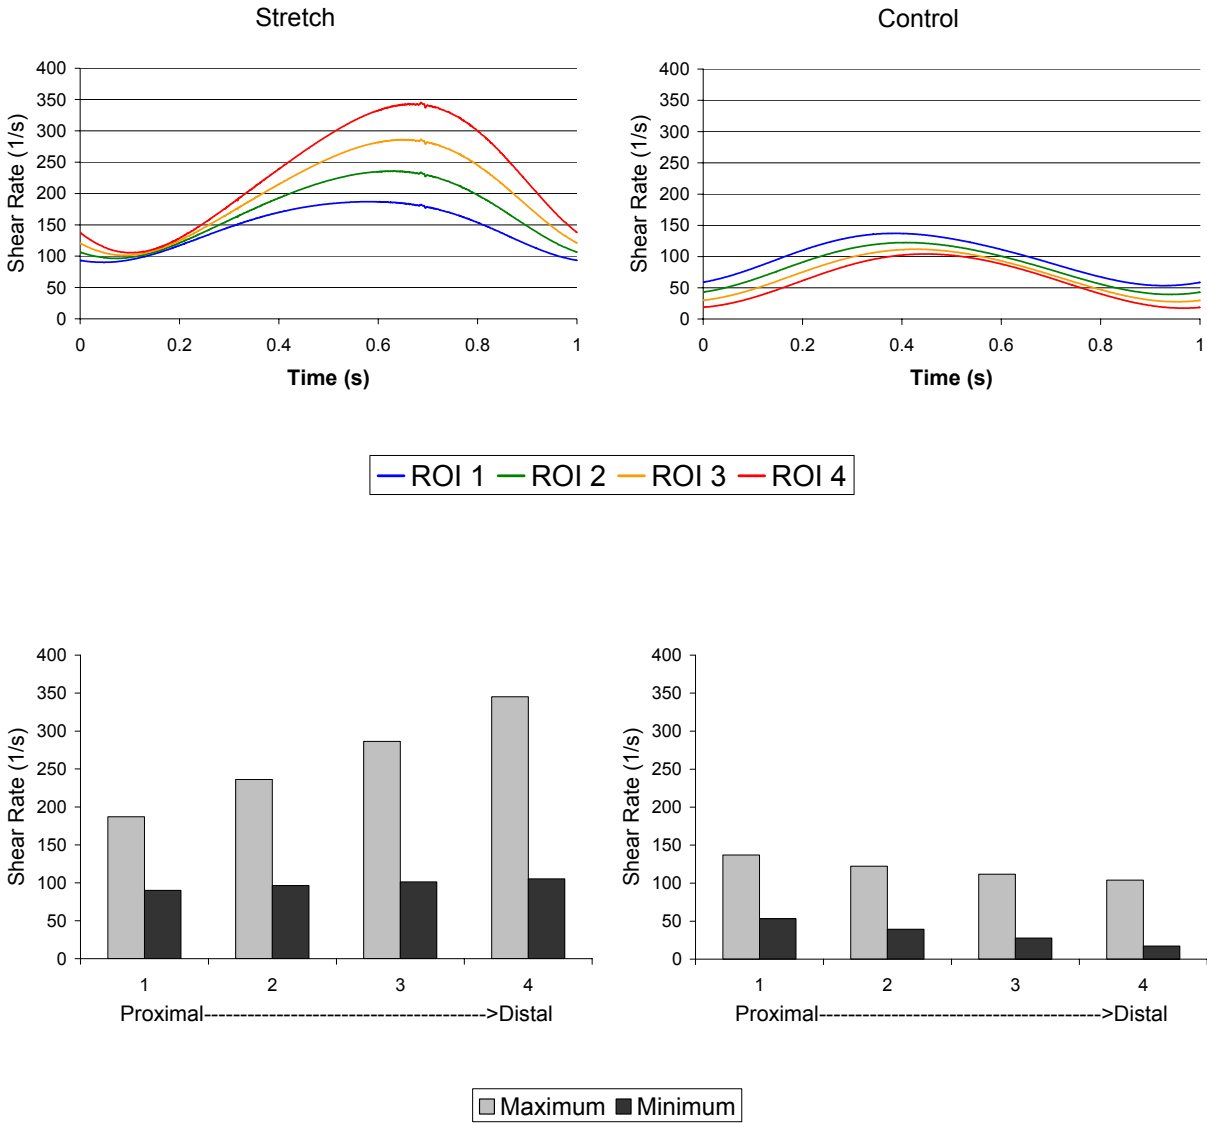 Stretch
Control
400
350
300
250
200
150
100
50
0
Shear Rate (1/s)
0 0.2 0.4 0.6 0.8 1
Time (s)
400
350
300
250
200
150
100
50
0
Shear Rate (1/s)
0 0.2 0.4 0.6 0.8 1
Time (s)
ROI 1 ROI 2 ROI 3 ROI 4
400
350
300
250
200
150
100
50
0
Shear Rate (1/s)
1 2 3 4
Proximal--------------------------------------->Distal
400
350
300
250
200
150
100
50
0
Shear Rate (1/s)
1 2 3 4
Proximal--------------------------------------->Distal
Maximum Minimum